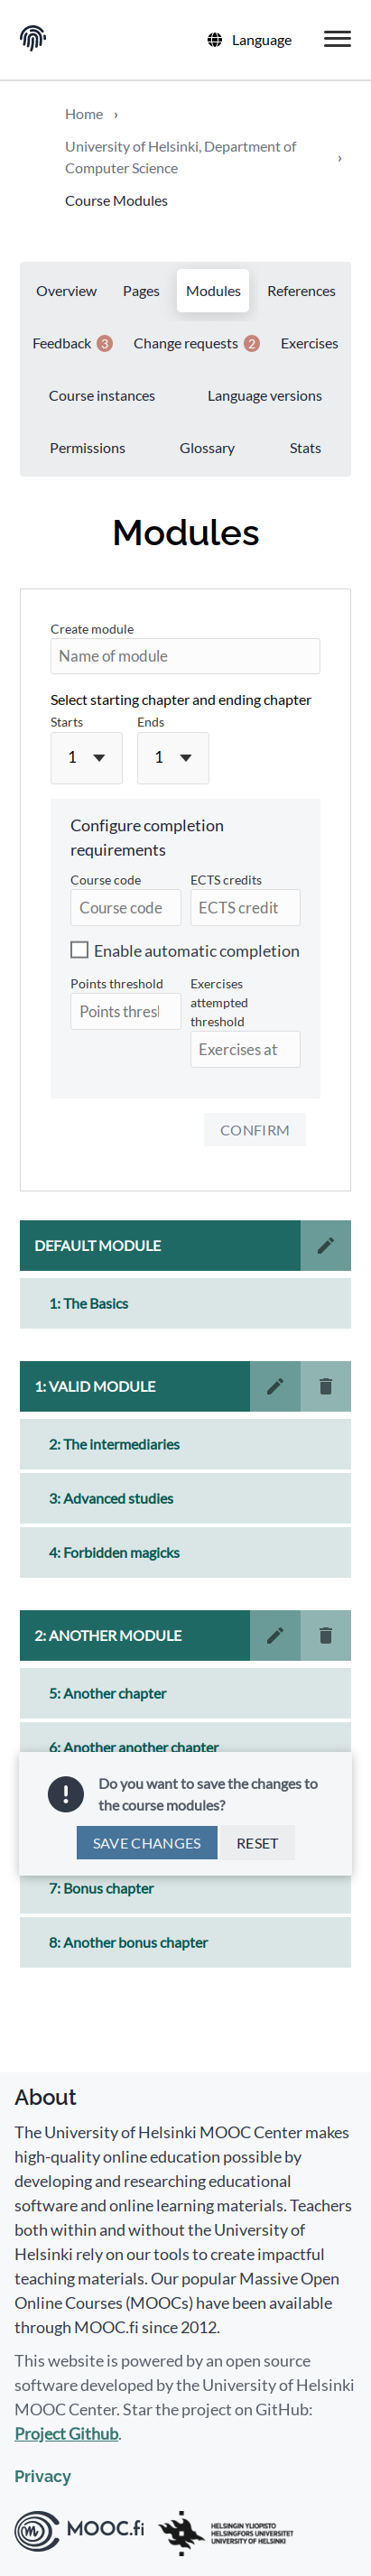 Language
Home ›
University of Helsinki, Department of
Computer Science ›
Course Modules
Overview Pages Modules References
Feedback 3 Change requests 2 Exercises
Course instances Language versions
Permissions Glossary Stats
Modules
Create module
Name of module
Select starting chapter and ending chapter
Starts Ends
1 1
Configure completion
requirements
Course code ECTS credits
Course code ECTS credit
Enable automatic completion
Points threshold Exercises
attempted
threshold
Points thresl
Exercises at
CONFIRM
DEFAULT MODULE
1: The Basics
1: VALID MODULE
2: The intermediaries
3: Advanced studies
4: Forbidden magicks
2: ANOTHER MODULE
5: Another chapter
6: Another another chapter
Do you want to save the changes to
the course modules?
SAVE CHANGES RESET
7: Bonus chapter
8: Another bonus chapter
About
The University of Helsinki MOOC Center makes
high-quality online education possible by
developing and researching educational
software and online learning materials. Teachers
both within and without the University of
Helsinki rely on our tools to create impactful
teaching materials. Our popular Massive Open
Online Courses (MOOCs) have been available
through MOOC.fi since 2012.
This website is powered by an open source
software developed by the University of Helsinki
MOOC Center. Star the project on GitHub:
Project Github.
Privacy
MOOC.fi
HELSINGIN YLIOPISTO
HELSINGFORS UNIVERSITET
UNIVERSITY OF HELSINKI